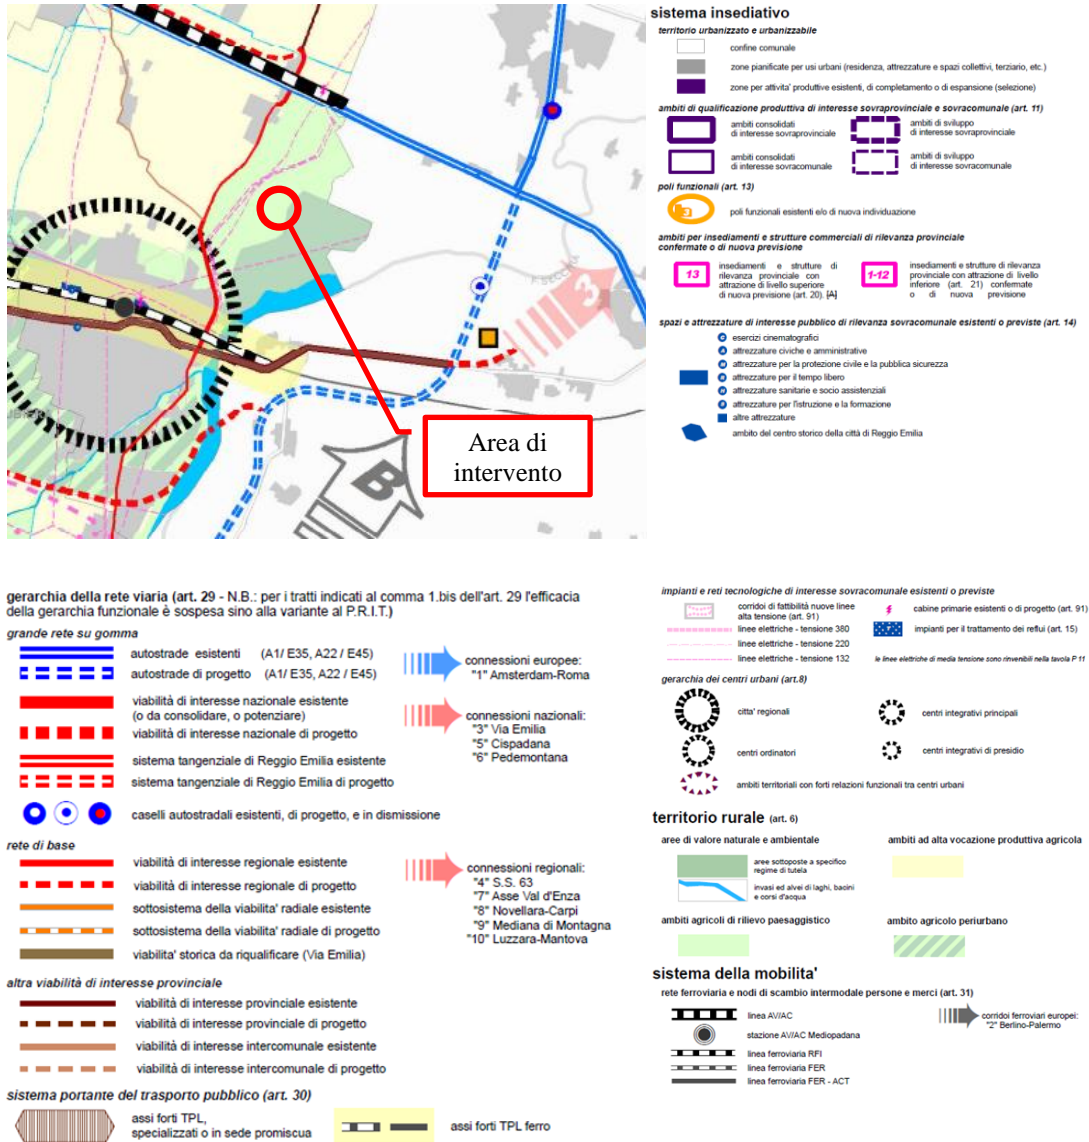 F. SECCHIA
3
B
Area di
intervento
sistema insediativo
territorio urbanizzato e urbanizzabile
confine comunale
zone pianificate per usi urbani (residenza, attrezzature e spazi collettivi, terziario, etc.)
zone per attivita' produttive esistenti, di completamento o di espansione (selezione)
ambiti di qualificazione produttiva di interesse sovraprovinciale e sovracomunale (art. 11)
ambiti consolidati
di interesse sovraprovinciale
ambiti di sviluppo
di interesse sovraprovinciale
ambiti consolidati
di interesse sovracomunale
ambiti di sviluppo
di interesse sovracomunale
poli funzionali (art. 13)
poli funzionali esistenti e/o di nuova individuazione
ambiti per insediamenti e strutture commerciali di rilevanza provinciale
confermate o di nuova previsione
13
insediamenti e strutture di
rilevanza provinciale con
attrazione di livello superiore
di nuova previsione (art. 20). [A]
1-12
insediamenti e strutture di rilevanza
provinciale con attrazione di livello
inferiore (art. 21) confermate
o di nuova previsione
spazi e attrezzature di interesse pubblico di rilevanza sovracomunale esistenti o previste (art. 14)
esercizi cinematografici
attrezzature civiche e amministrative
attrezzature per la protezione civile e la pubblica sicurezza
attrezzature per il tempo libero
attrezzature sanitarie e socio assistenziali
attrezzature per l'istruzione e la formazione
altre attrezzature
ambito del centro storico della città di Reggio Emilia
gerarchia della rete viaria (art. 29 - N.B.: per i tratti indicati al comma 1.bis dell'art. 29 l'efficacia
della gerarchia funzionale è sospesa sino alla variante al P.R.I.T.)
grande rete su gomma
autostrade esistenti (A1/ E35, A22 / E45)
autostrade di progetto (A1/ E35, A22 / E45)
connessioni europee:
"1" Amsterdam-Roma
viabilità di interesse nazionale esistente
(o da consolidare, o potenziare)
viabilità di interesse nazionale di progetto
connessioni nazionali:
"3" Via Emilia
"5" Cispadana
"6" Pedemontana
sistema tangenziale di Reggio Emilia esistente
sistema tangenziale di Reggio Emilia di progetto
caselli autostradali esistenti, di progetto, e in dismissione
rete di base
viabilità di interesse regionale esistente
viabilità di interesse regionale di progetto
sottosistema della viabilita' radiale esistente
sottosistema della viabilita' radiale di progetto
viabilita' storica da riqualificare (Via Emilia)
connessioni regionali:
"4" S.S. 63
"7" Asse Val d'Enza
"8" Novellara-Carpi
"9" Mediana di Montagna
"10" Luzzara-Mantova
altra viabilità di interesse provinciale
viabilità di interesse provinciale esistente
viabilità di interesse provinciale di progetto
viabilità di interesse intercomunale esistente
viabilità di interesse intercomunale di progetto
sistema portante del trasporto pubblico (art. 30)
assi forti TPL,
specializzati o in sede promiscua
assi forti TPL ferro
impianti e reti tecnologiche di interesse sovracomunale esistenti o previste
corridoi di fattibilità nuove linee
alta tensione (art. 91)
linee elettriche - tensione 380
linee elettriche - tensione 220
linee elettriche - tensione 132
cabine primarie esistenti o di progetto (art. 91)
impianti per il trattamento dei reflui (art. 15)
le linee elettriche di media tensione sono rinvenibili nella tavola P 11
gerarchia dei centri urbani (art.8)
citta' regionali
centri integrativi principali
centri ordinatori
centri integrativi di presidio
ambiti territoriali con forti relazioni funzionali tra centri urbani
territorio rurale (art. 6)
aree di valore naturale e ambientale
ambiti ad alta vocazione produttiva agricola
aree sottoposte a specifico
regime di tutela
invasi ed alvei di laghi, bacini
e corsi d'acqua
ambiti agricoli di rilievo paesaggistico
ambito agricolo periurbano
sistema della mobilita'
rete ferroviaria e nodi di scambio intermodale persone e merci (art. 31)
linea AV/AC
stazione AV/AC Mediopadana
linea ferroviaria RFI
linea ferroviaria FER
linea ferroviaria FER - ACT
corridoi ferroviari europei:
"2" Berlino-Palermo